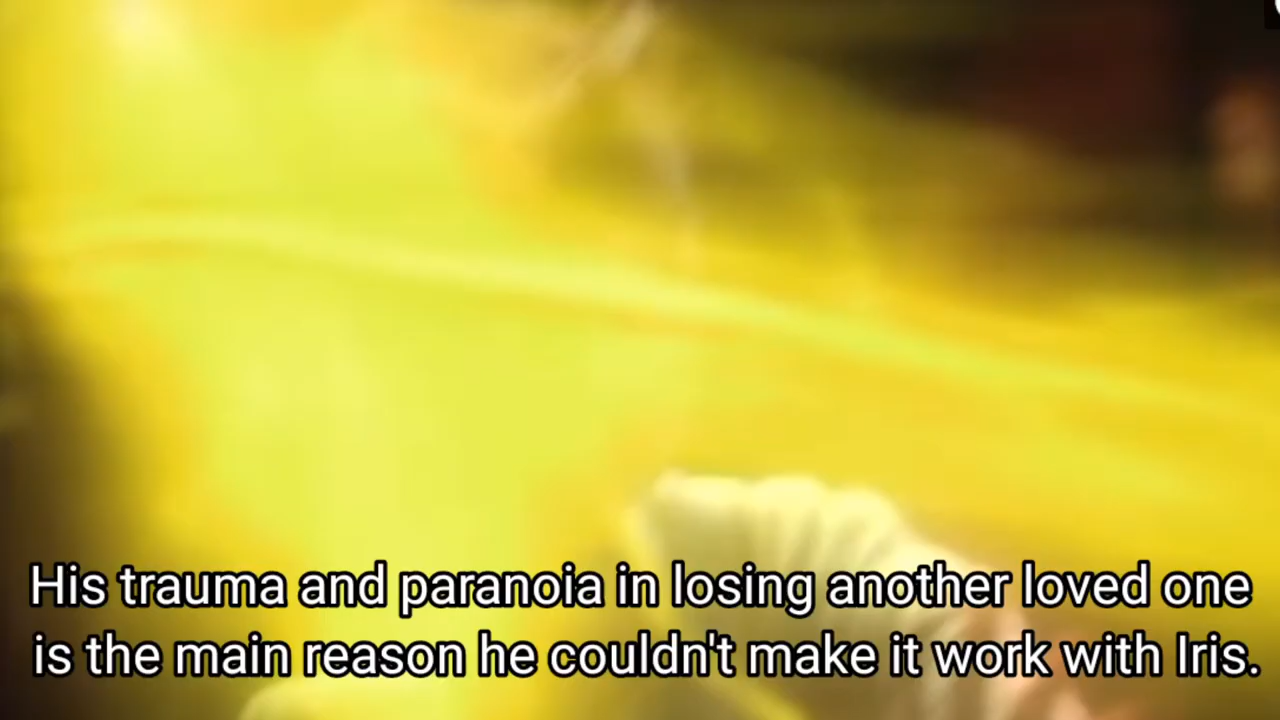 His trauma and paranoia in losing another loved one
is the main reason he couldn't make it work with Iris.